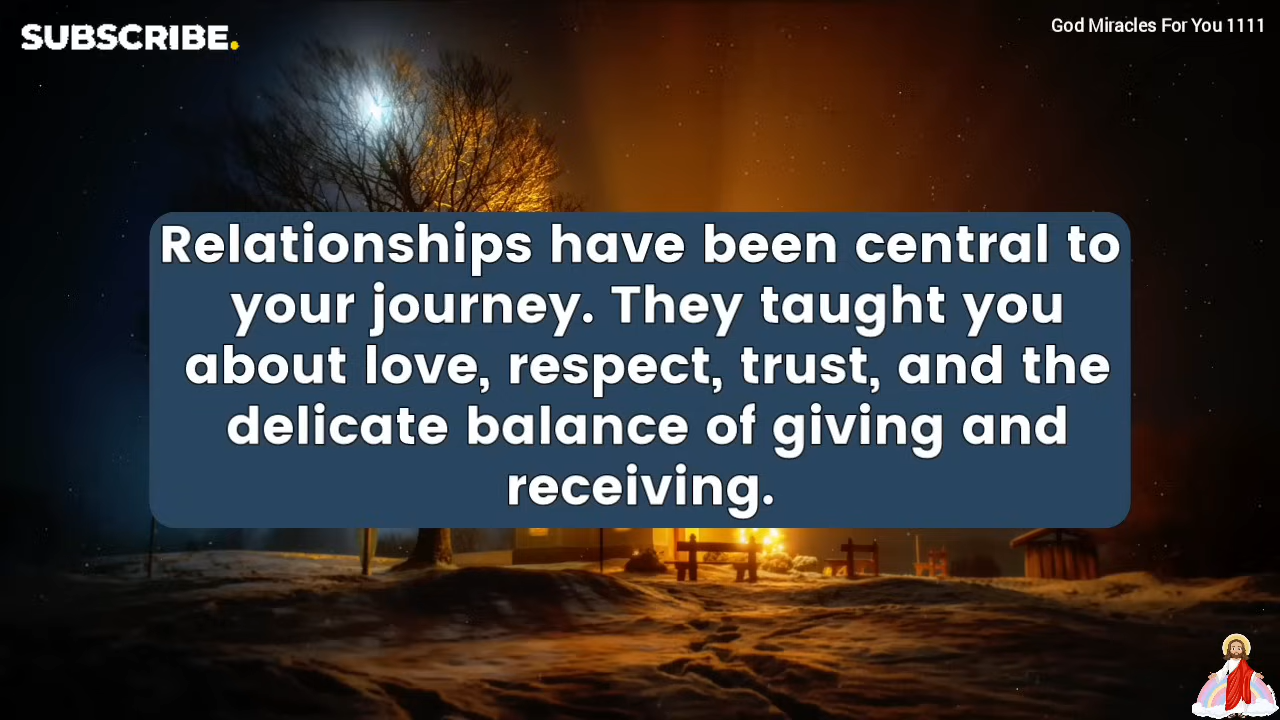 SUBSCRIBE.
God Miracles For You 1111
Relationships have been central to
your journey. They taught you
about love, respect, trust, and the
delicate balance of giving and
receiving.